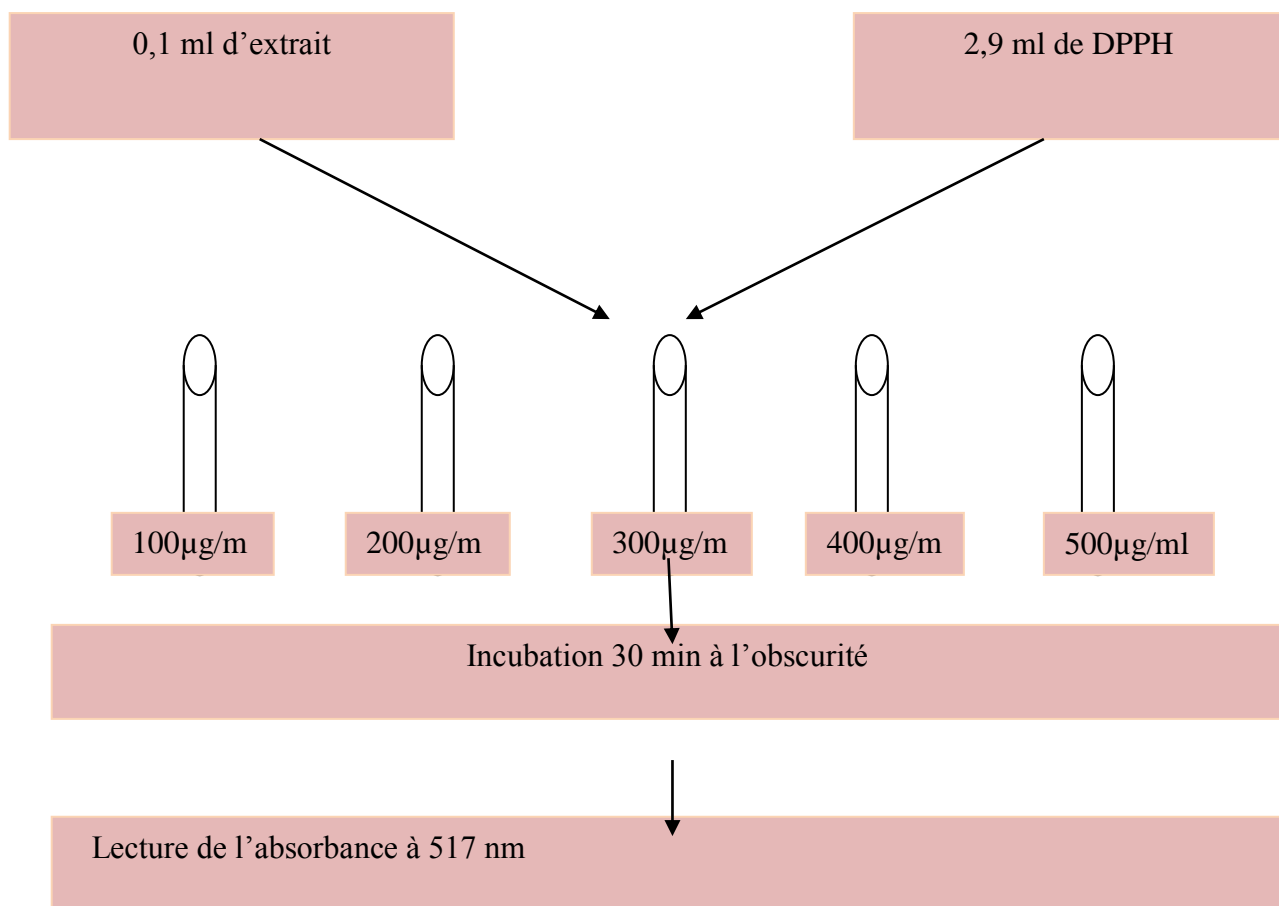 0,1 ml d’extrait
2,9 ml de DPPH
100µg/m
200µg/m
300µg/m
400µg/m
500µg/ml
Incubation 30 min à l’obscurité
Lecture de l’absorbance à 517 nm